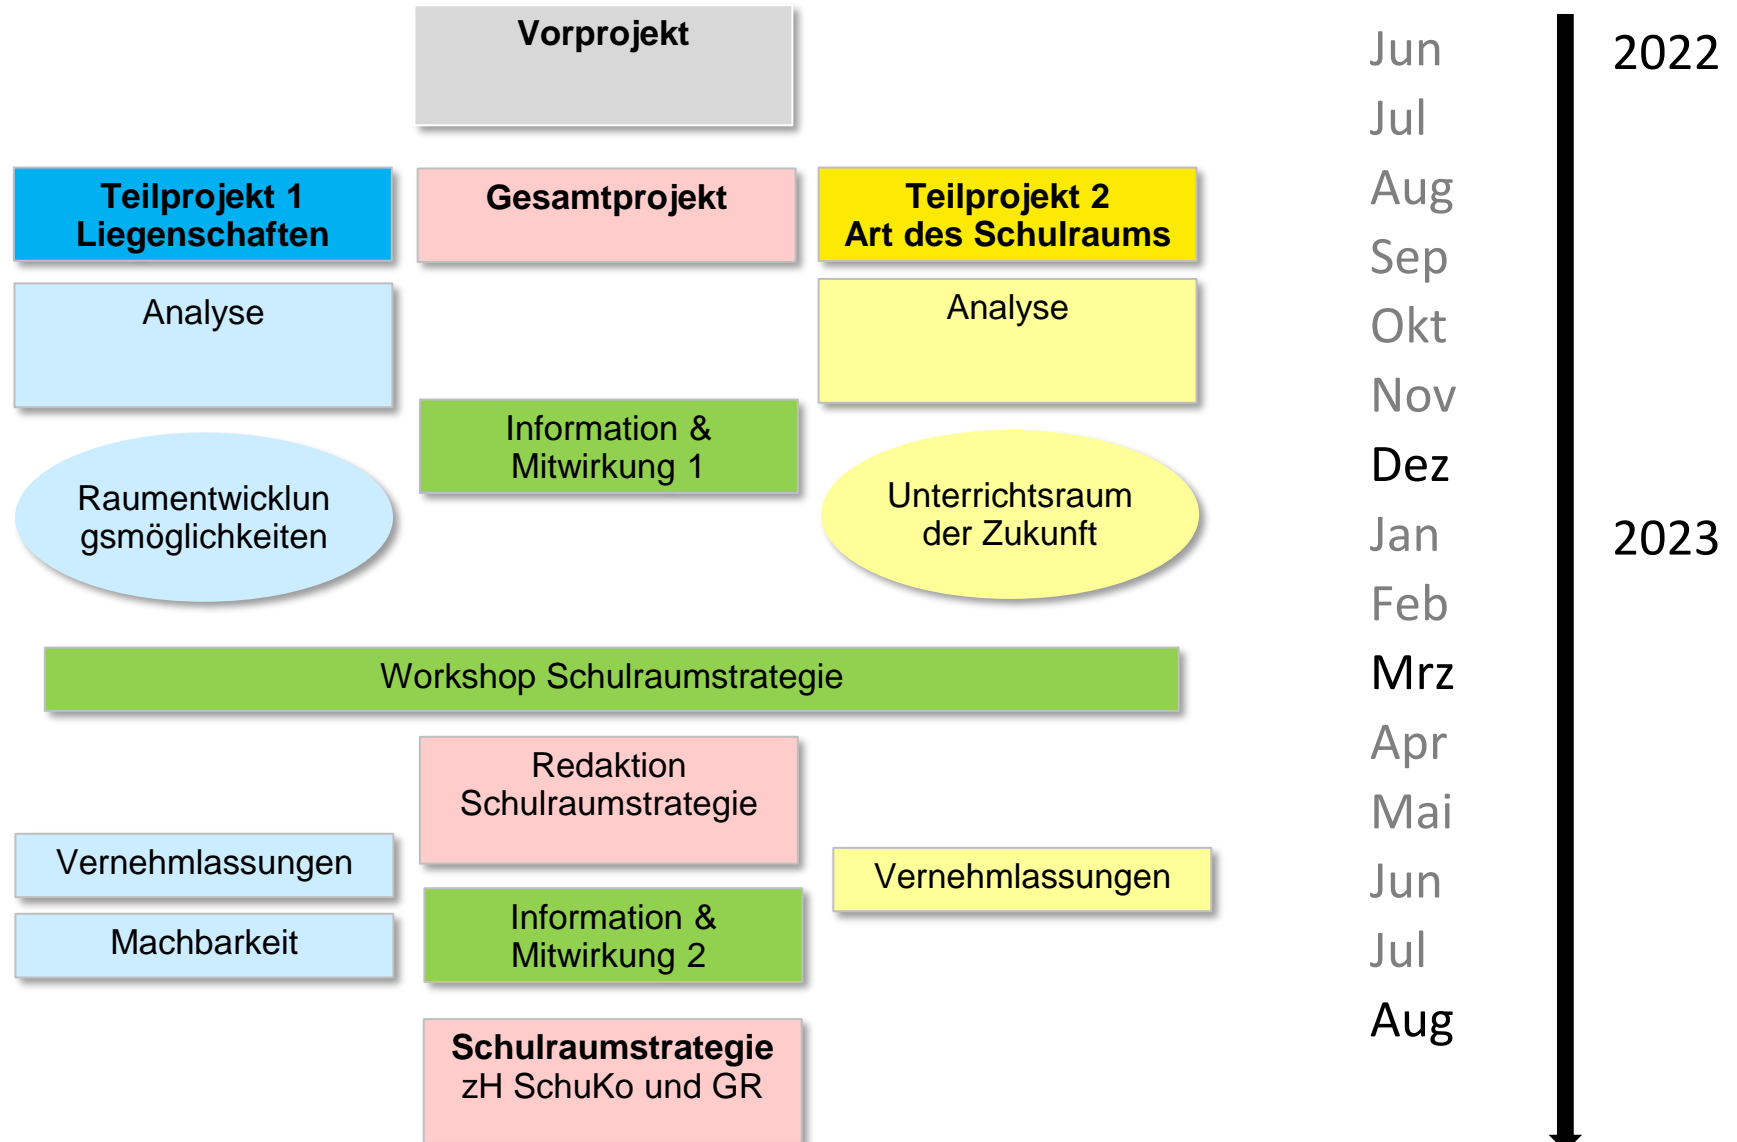 Vorprojekt
Teilprojekt 1
Liegenschaften
Gesamtprojekt
Teilprojekt 2
Art des Schulraums
Analyse
Analyse
Information &
Mitwirkung 1
Raumentwicklun
gsmöglichkeiten
Unterrichtsraum
der Zukunft
Workshop Schulraumstrategie
Redaktion
Schulraumstrategie
Vernehmlassungen
Vernehmlassungen
Machbarkeit
Information &
Mitwirkung 2
Schulraumstrategie
zH SchuKo und GR
Jun
Jul
Aug
Sep
Okt
Nov
Dez
Jan
Feb
Mrz
Apr
Mai
Jun
Jul
Aug
2022
2023